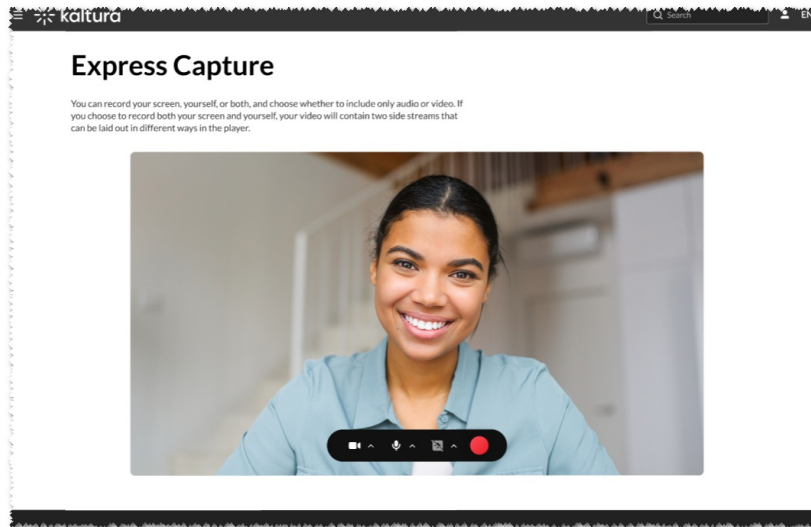 kaltura
Search
EN
Express Capture
You can record your screen, yourself, or both, and choose whether to include only audio or video. If
you choose to record both your screen and yourself, your video will contain two side streams that
can be laid out in different ways in the player.